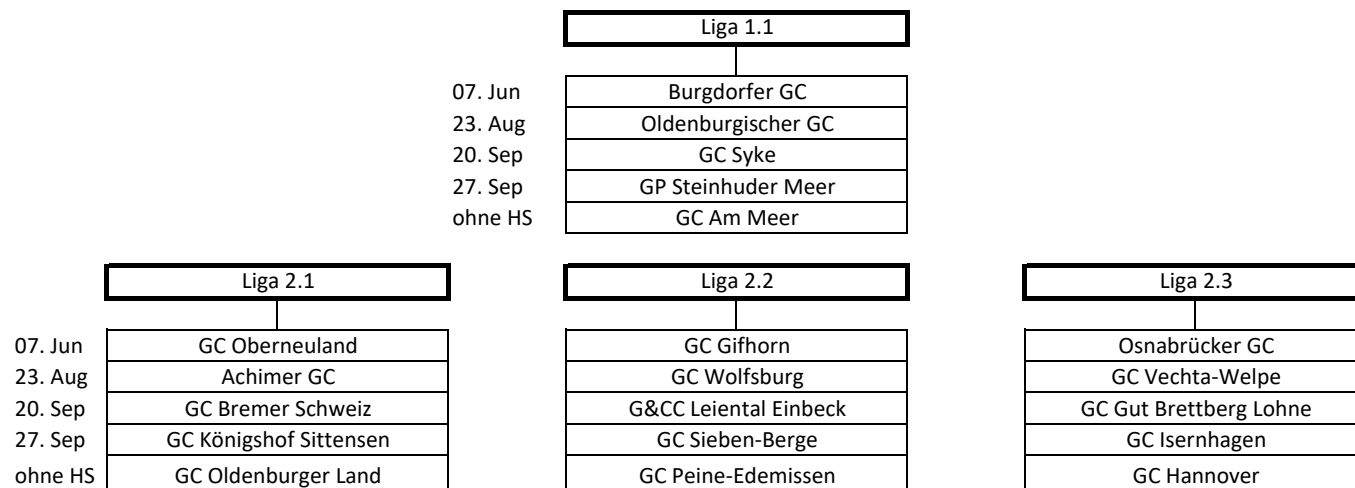 Liga 1.1
07. Jun Burgdorfer GC
23. Aug Oldenburgischer GC
20. Sep GC Syke
27. Sep GP Steinhuder Meer
ohne HS GC Am Meer
Liga 2.1 Liga 2.2 Liga 2.3
07. Jun GC Oberneuland GC Gifhorn Osnabrücker GC
23. Aug Achimer GC GC Wolfsburg GC Vechta-Welpe
20. Sep GC Bremer Schweiz G&CC Leiental Einbeck GC Gut Brettberg Lohne
27. Sep GC Königshof Sittensen GC Sieben-Berge GC Isernhagen
ohne HS GC Oldenburger Land GC Peine-Edemissen GC Hannover